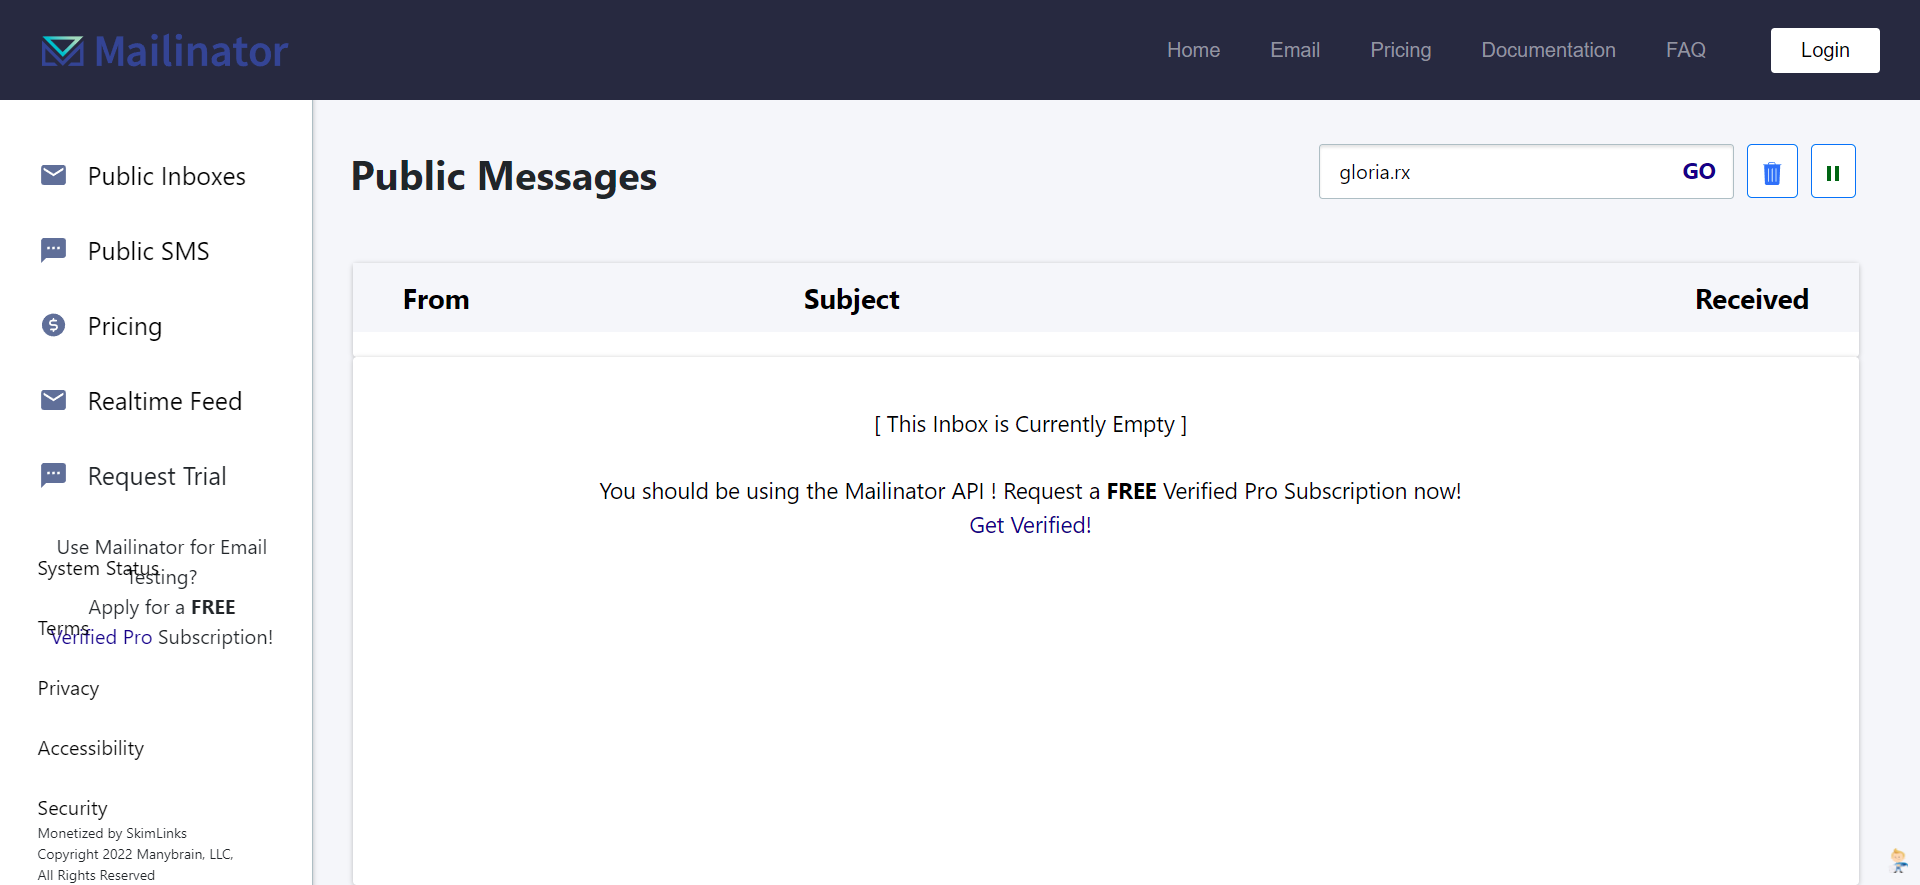 Mailinator
Home
Email
Pricing
Documentation
FAQ
Login
Public Inboxes
Public SMS
Pricing
Realtime Feed
Request Trial
Use Mailinator for Email
Testing?
Apply for a FREE
Verified Pro Subscription!
System Status
Terms
Privacy
Accessibility
Security
Monetized by SkimLinks
Copyright 2022 Manybrain, LLC,
All Rights Reserved
Public Messages
gloria.rx
GO
From
Subject
Received
[ This Inbox is Currently Empty ]
You should be using the Mailinator API ! Request a FREE Verified Pro Subscription now!
Get Verified!